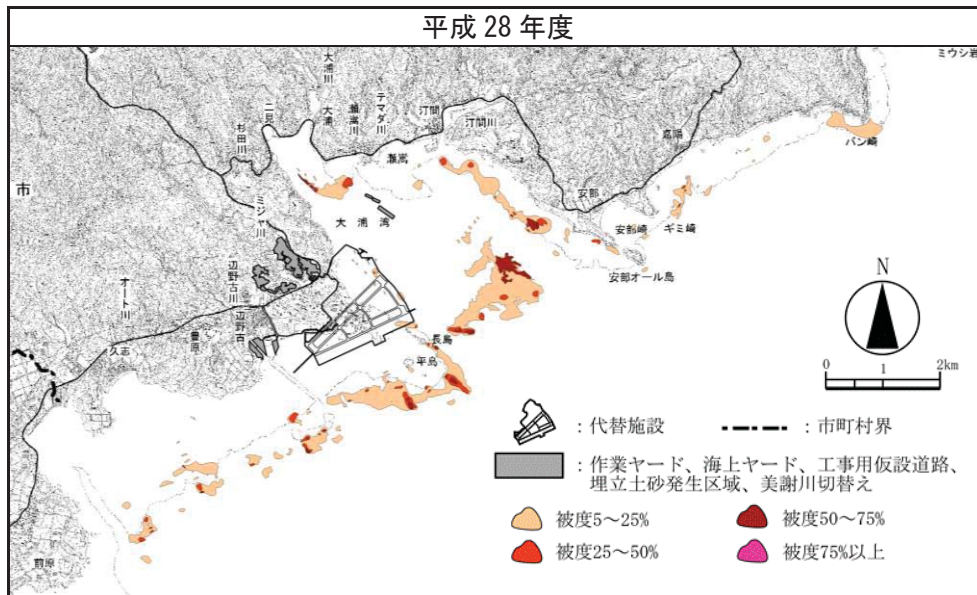 平成 28 年度
ミウシ岩
大浦川
テマダ川
二見
大浦
瀬嵩川
汀間
汀間川
杉田川
嘉陽
バン崎
瀬嵩
市
安部
ミジャ川
大浦湾
安部崎
ギミ崎
安部オール島
辺野古川
オート川
辺野古
豊原
長島
久志
平島
N
0 1 2km
：代替施設
：市町村界
：作業ヤード、海上ヤード、工事用仮設道路、
埋立土砂発生区域、美謝川切替え
被度5～25%
被度50～75%
被度25～50%
被度75%以上
前原